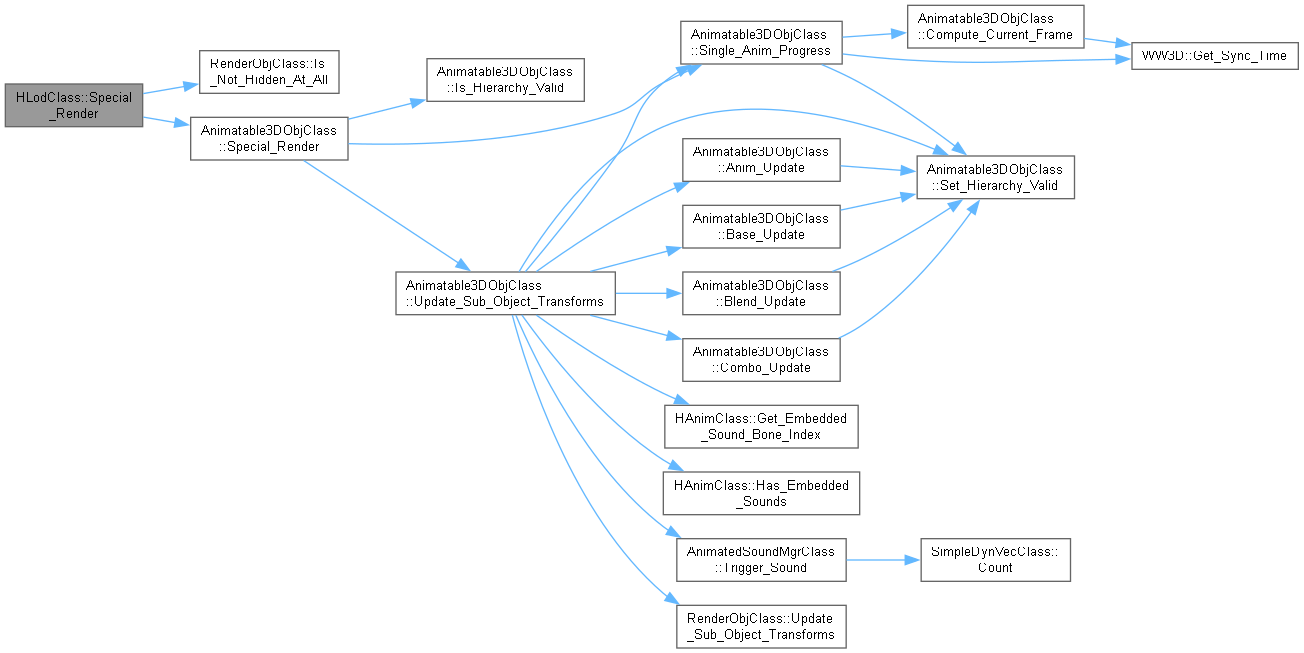 HLodClass::Special
_Render
RenderObjClass::Is
_Not_Hidden_At_All
Animatable3DObjClass
::Special_Render
Animatable3DObjClass
::Is_Hierarchy_Valid
Animatable3DObjClass
::Update_Sub_Object_Transforms
Animatable3DObjClass
::Single_Anim_Progress
Animatable3DObjClass
::Anim_Update
Animatable3DObjClass
::Base_Update
Animatable3DObjClass
::Blend_Update
Animatable3DObjClass
::Combo_Update
HAnimClass::Get_Embedded
_Sound_Bone_Index
HAnimClass::Has_Embedded
_Sounds
AnimatedSoundMgrClass
::Trigger_Sound
RenderObjClass::Update
_Sub_Object_Transforms
Animatable3DObjClass
::Compute_Current_Frame
WW3D::Get_Sync_Time
Animatable3DObjClass
::Set_Hierarchy_Valid
SimpleDynVecClass::
Count